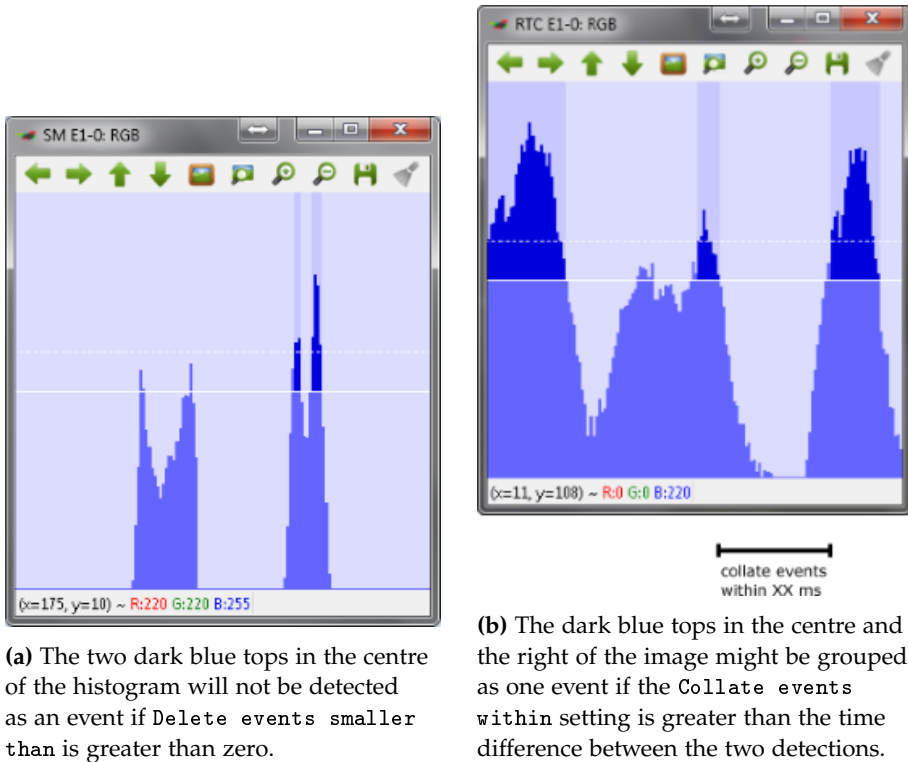 SM E1-0: RGB
(x=175, y=10) ~ R:220 G:220 B:255
(a) The two dark blue tops in the centre
of the histogram will not be detected
as an event if Delete events smaller
than is greater than zero.
RTC E1-0: RGB
(x=11, y=108) ~ R:0 G:0 B:220
collate events
within XX ms
(b) The dark blue tops in the centre and
the right of the image might be grouped
as one event if the Collate events
within setting is greater than the time
difference between the two detections.